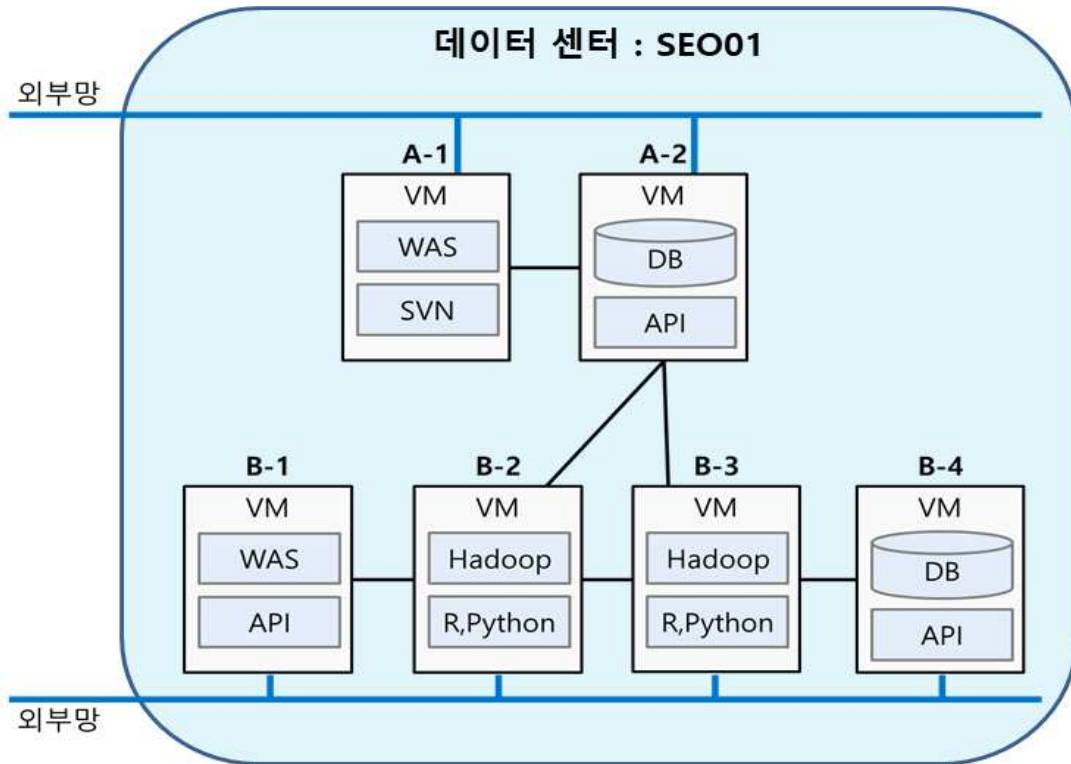 데이터 센터 : SEO01
외부망
A-1
A-2
VM
VM
WAS
DB
SVN
API
B-1
B-2
B-3
B-4
VM
VM
VM
VM
WAS
Hadoop
Hadoop
DB
API
R,Python
R,Python
API
외부망